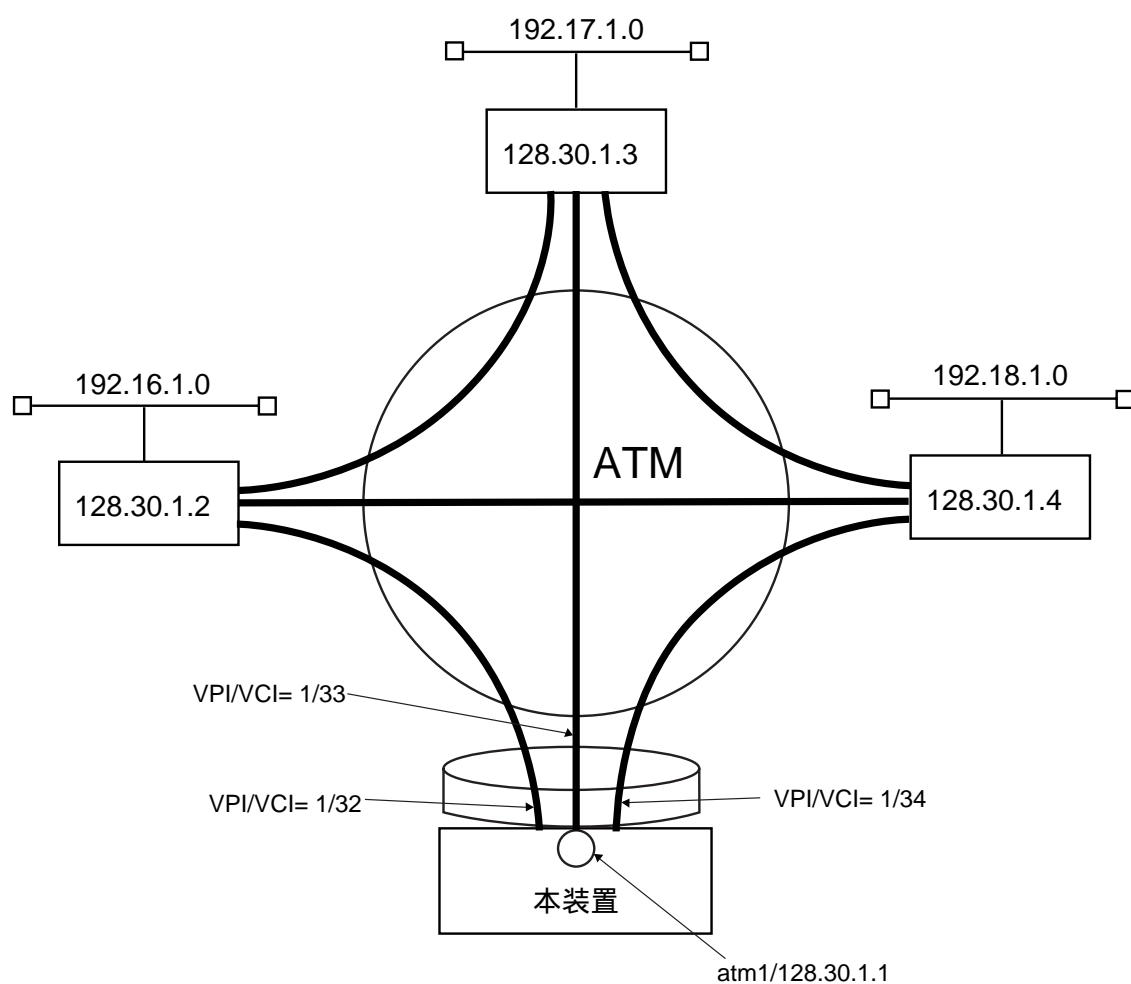 192.17.1.0
128.30.1.3
192.16.1.0
192.18.1.0
ATM
128.30.1.2
128.30.1.4
VPI/VCI= 1/33
VPI/VCI= 1/32
VPI/VCI= 1/34
本装置
atm1/128.30.1.1